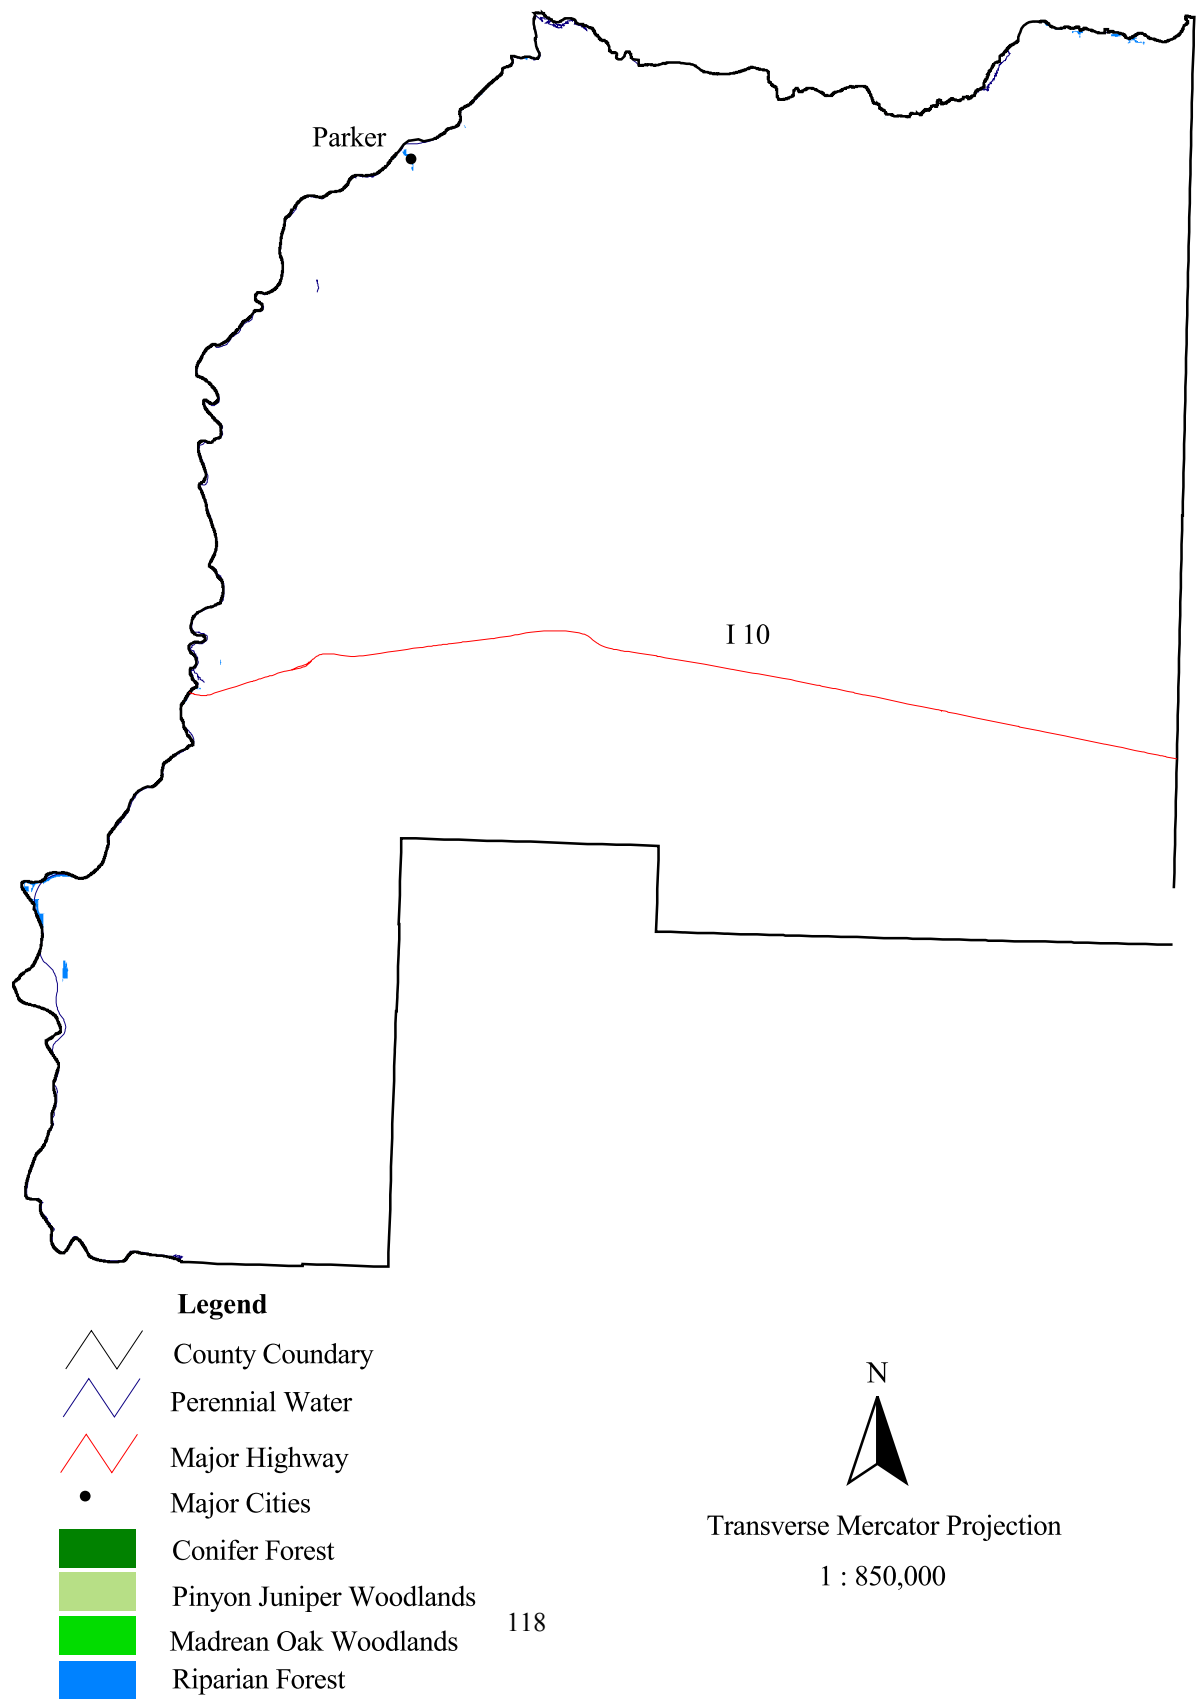 Parker
I 10
Legend
County Coundary
Perennial Water
Major Highway
Major Cities
Conifer Forest
Pinyon Juniper Woodlands
Madrean Oak Woodlands
Riparian Forest
N
Transverse Mercator Projection
1 : 850,000
118